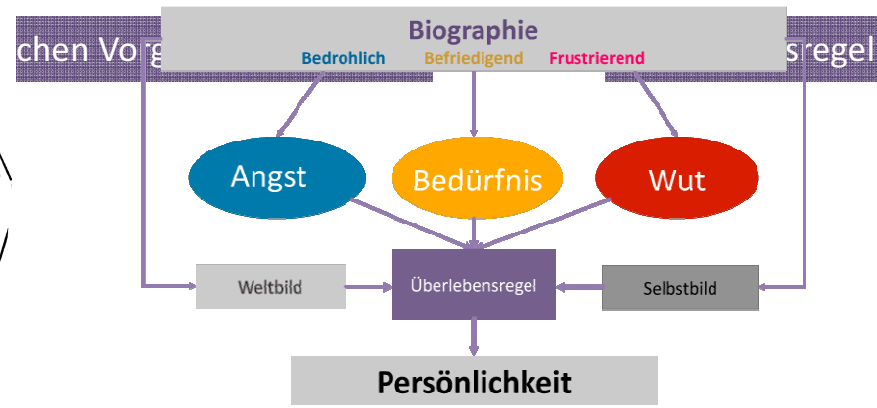 Biographie
chen Vorg sregel
Bedrohlich Befriedigend Frustrierend
Angst Bedürfnis Wut
Weltbild Überlebensregel Selbstbild
Persönlichkeit